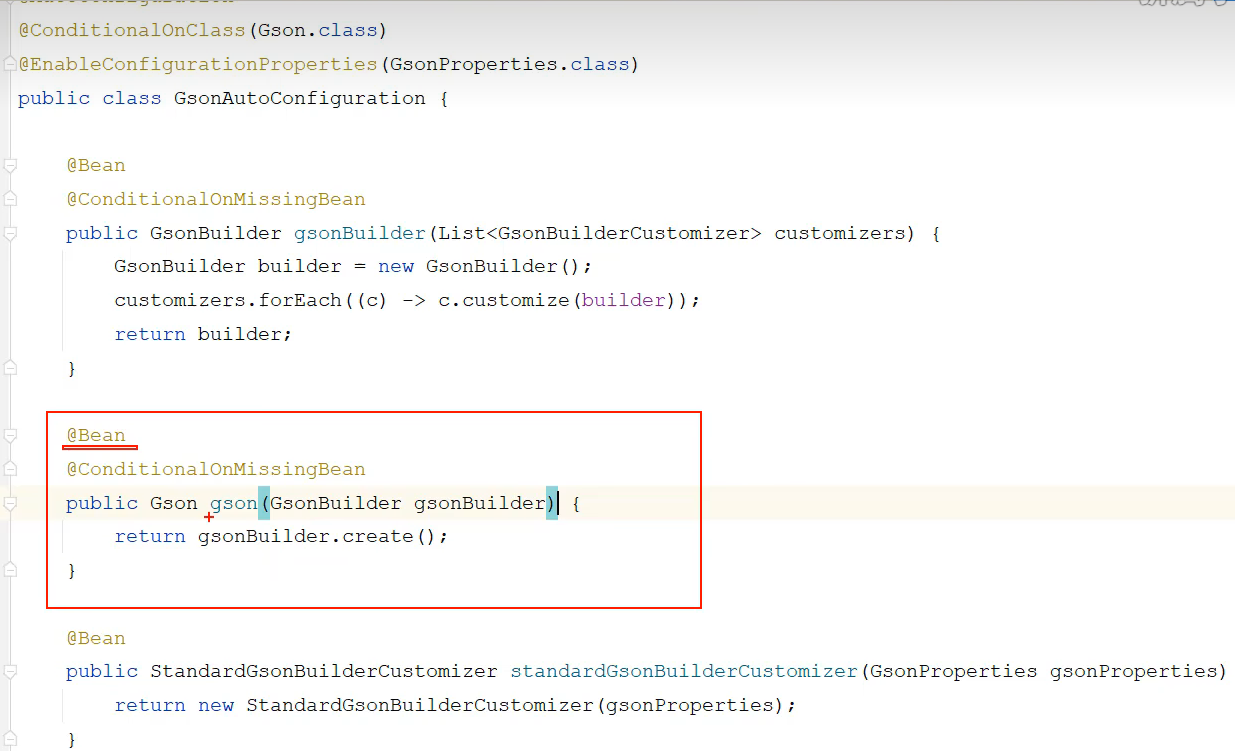 @ConditionalOnClass(Gson.class)
@EnableConfigurationProperties(GsonProperties.class)
public class GsonAutoConfiguration {
@Bean
@ConditionalOnMissingBean
public GsonBuilder gsonBuilder(List<GsonBuilderCustomizer> customizers) {
GsonBuilder builder = new GsonBuilder();
customizers.forEach((c) -> c.customize(builder));
return builder;
}
@Bean
@ConditionalOnMissingBean
public Gson gson(GsonBuilder gsonBuilder) {
return gsonBuilder.create();
}
@Bean
public StandardGsonBuilderCustomizer standardGsonBuilderCustomizer(GsonProperties gsonProperties)
return new StandardGsonBuilderCustomizer(gsonProperties);
}